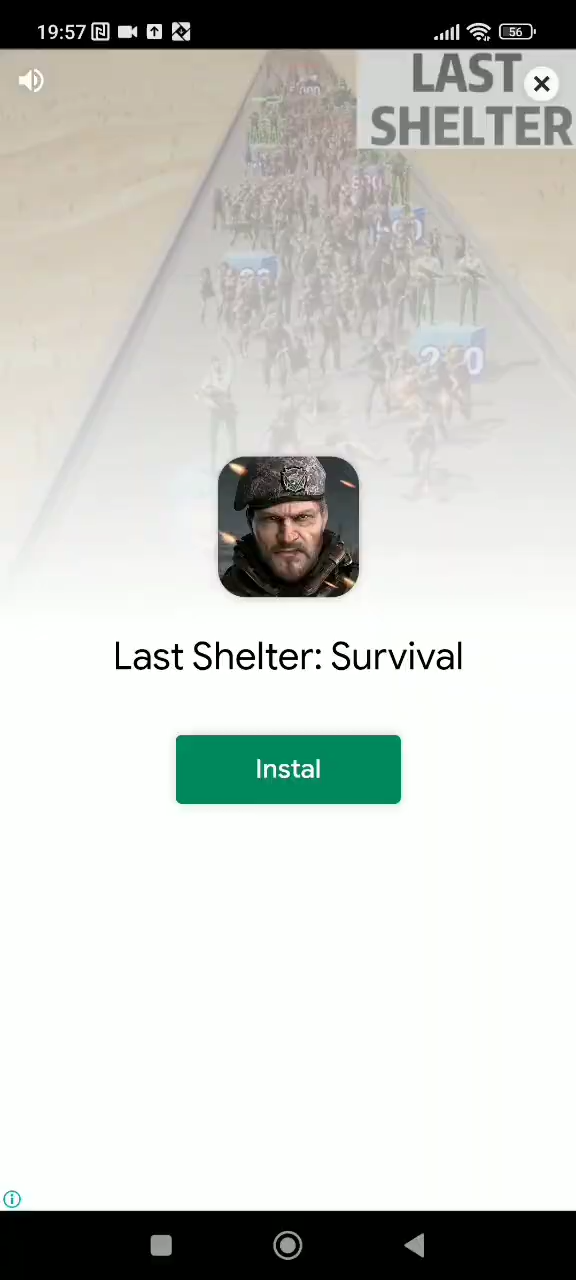 19:57
56
LAST
SHELTER
Last Shelter: Survival
Instal